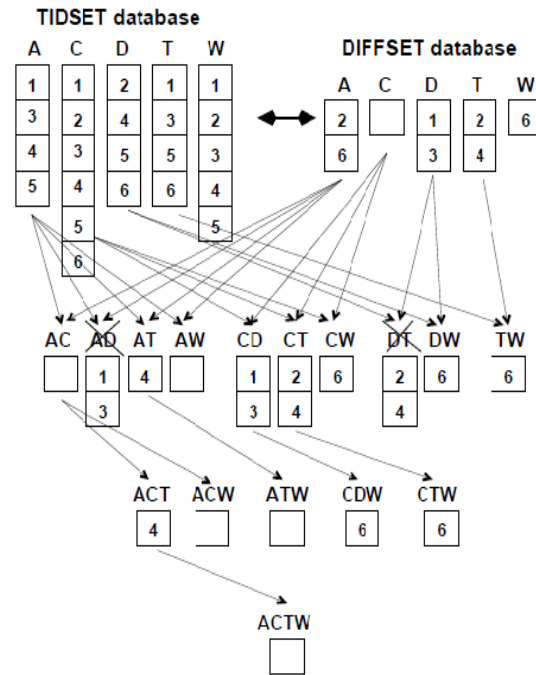 TIDSET database
DIFFSET database
A C D T W
A C D T W
1 1 2 1 1
2 1 2 6
3 2 4 3 2
6 3 4
4 3 5 5 3
5 4 6 6 4
5 5
6
AC AD AT AW CD CT CW DT DW TW
1 4 1 2 6 2 6 6
3 3 4 4
ACT ACW ATW CDW CTW
4 6 6
ACTW